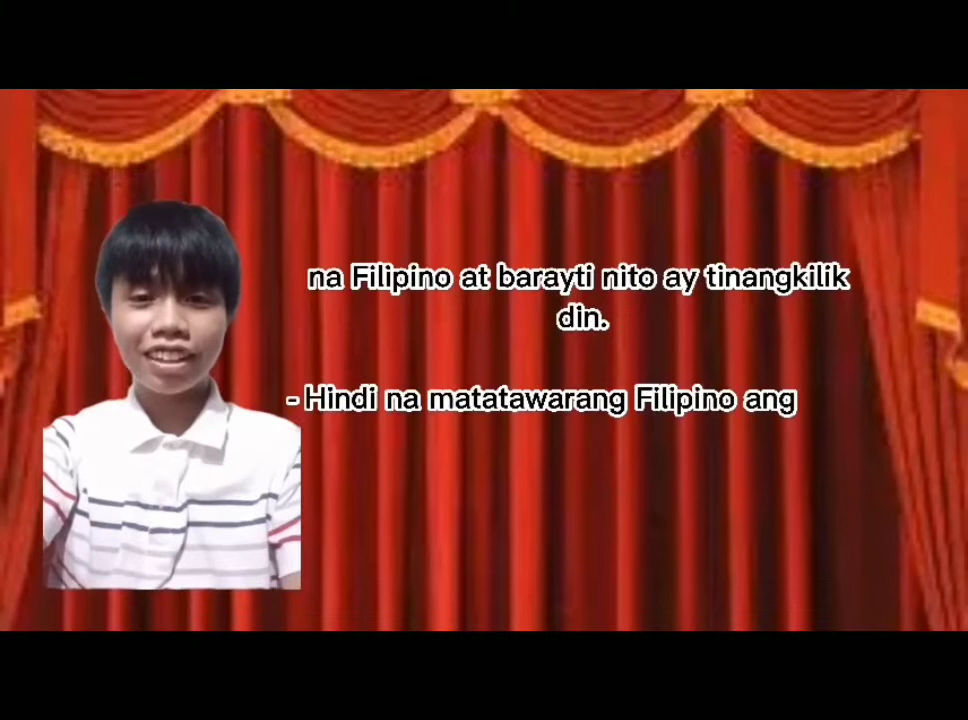 na Filipino at barayti nito ay tinangkilik
din.
- Hindi na matatawarang Filipino ang